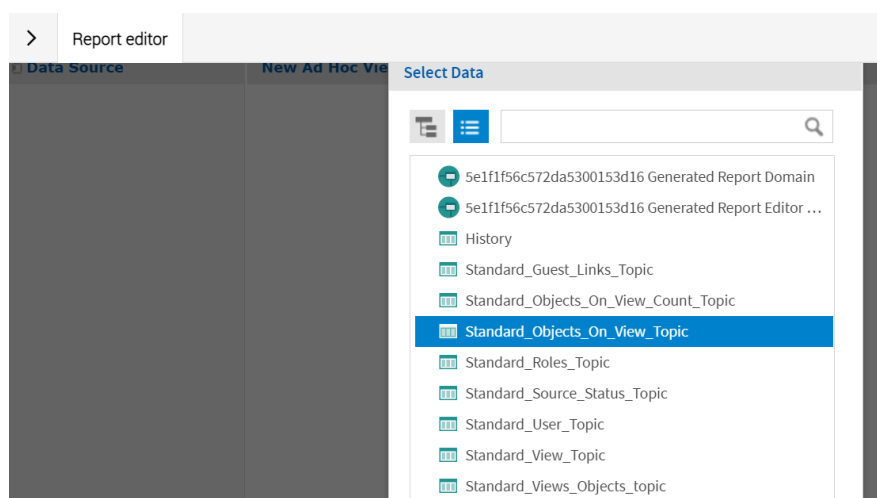 Report editor
Data Source
New Ad Hoc Vie
Select Data
5e1f1f56c572da5300153d16 Generated Report Domain
5e1f1f56c572da5300153d16 Generated Report Editor ...
History
Standard_Guest_Links_Topic
Standard_Objects_On_View_Count_Topic
Standard_Objects_On_View_Topic
Standard_Roles_Topic
Standard_Source_Status_Topic
Standard_User_Topic
Standard_View_Topic
Standard_Views_Objects_topic